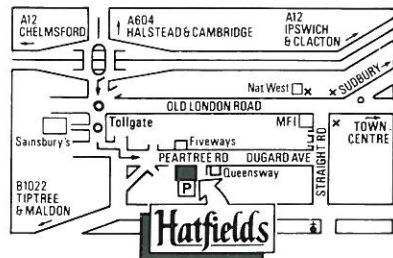 A12
CHELMSFORD
A604
HALSTEAD & CAMBRIDGE
A12
IPSWICH
& CLACTON
SUDBURY
Nat West
OLD LONDON ROAD
Tollgate
MFI
Sainsbury's
Fiveways
TOWN
CENTRE
PEARTREE RD
DUGARD AVE
STRAIGHT RD
Queensway
P
B1022
TIPTREE
& MALDON
Hatfields